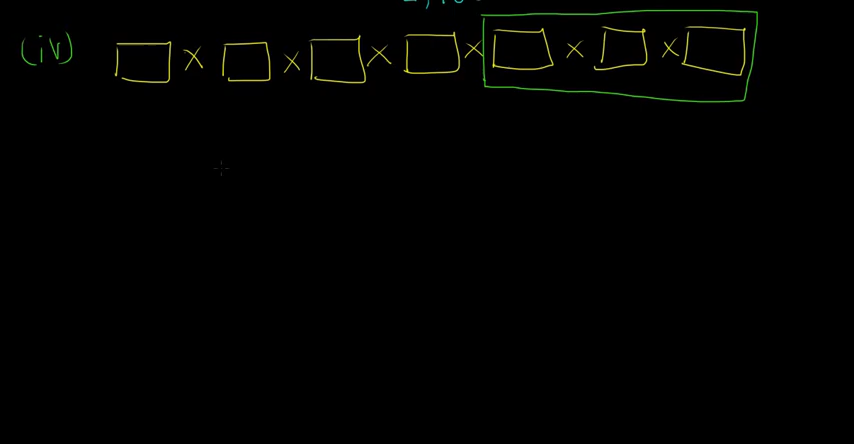 (iv) □ × □ × □ × □ × □ × □ × □